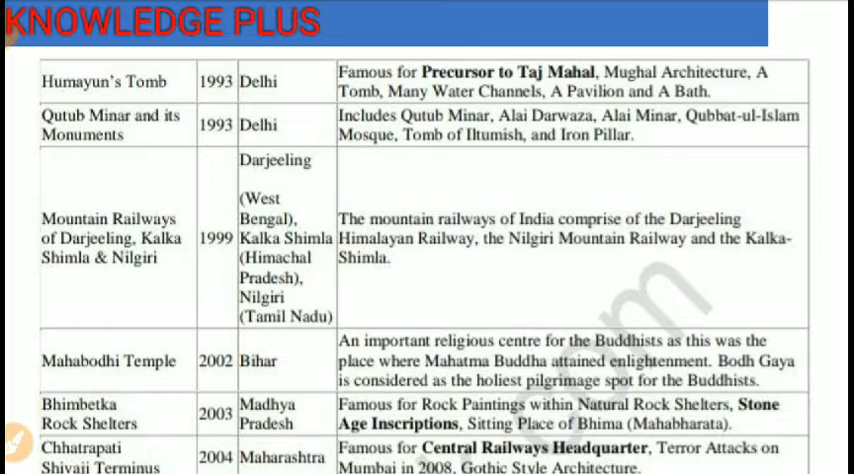 KNOWLEDGE PLUS
Humayun's Tomb 1993 Delhi Famous for Precursor to Taj Mahal, Mughal Architecture, A
Tomb, Many Water Channels, A Pavilion and A Bath.
Qutub Minar and its
Monuments
1993 Delhi
Includes Qutub Minar, Alai Darwaza, Alai Minar, Qubbat-ul-Islam
Mosque, Tomb of Iltumish, and Iron Pillar.
Mountain Railways
of Darjeeling, Kalka
Shimla & Nilgiri
1999
Darjeeling
(West
Bengal),
Kalka Shimla
(Himachal
Pradesh),
Nilgiri
(Tamil Nadu)
The mountain railways of India comprise of the Darjeeling
Himalayan Railway, the Nilgiri Mountain Railway and the Kalka-
Shimla.
Mahabodhi Temple 2002 Bihar
An important religious centre for the Buddhists as this was the
place where Mahatma Buddha attained enlightenment. Bodh Gaya
is considered as the holiest pilgrimage spot for the Buddhists.
Bhimbetka
Rock Shelters
2003
Madhya
Pradesh
Famous for Rock Paintings within Natural Rock Shelters, Stone
Age Inscriptions, Sitting Place of Bhima (Mahabharata).
Chhatrapati
Shivaji Terminus
2004 Maharashtra
Famous for Central Railways Headquarter, Terror Attacks on
Mumbai in 2008, Gothic Style Architecture.
.com